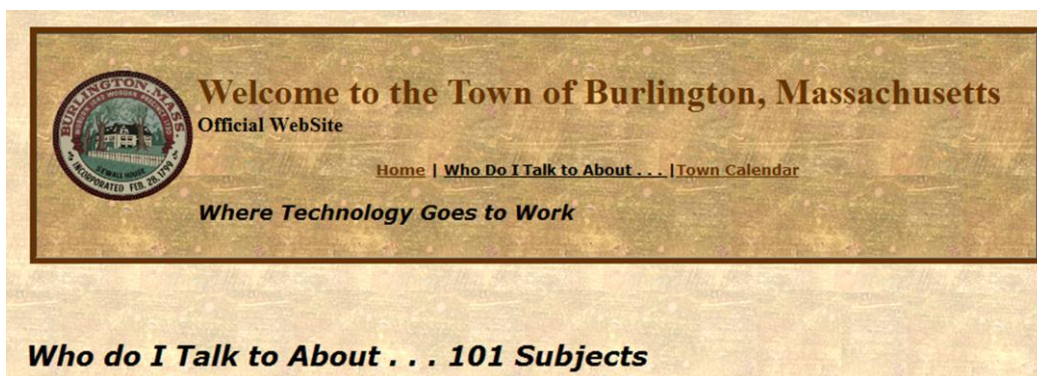 BURLINGTON, MASS.
SEWALL HOUSE
INCORPORATED FEB. 28, 1799
Welcome to the Town of Burlington, Massachusetts
Official WebSite
Home | Who Do I Talk to About . . . |Town Calendar
Where Technology Goes to Work
Who do I Talk to About . . . 101 Subjects